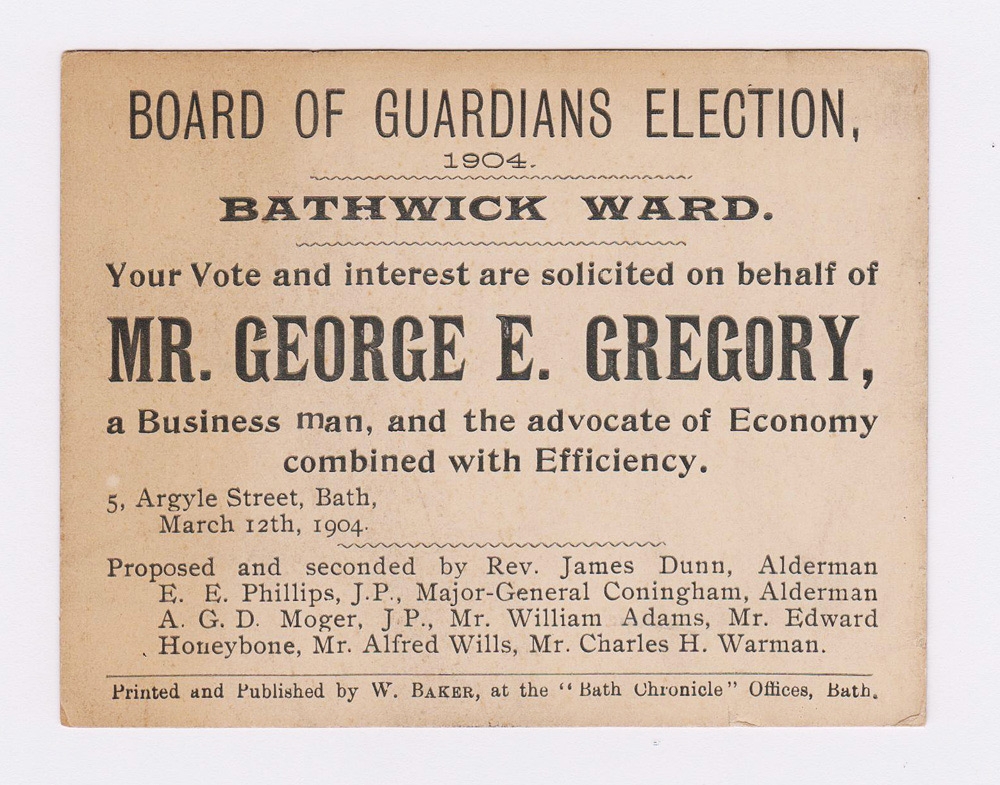 BOARD OF GUARDIANS ELECTION,
1904.
BATHWICK WARD.
Your Vote and interest are solicited on behalf of
MR. GEORGE E. GREGORY,
a Business man, and the advocate of Economy
combined with Efficiency.
5, Argyle Street, Bath,
March 12th, 1904.
Proposed and seconded by Rev. James Dunn, Alderman
E. E. Phillips, J.P., Major-General Coningham, Alderman
A. G. D. Moger, J P., Mr. William Adams, Mr. Edward
Honeybone, Mr. Alfred Wills, Mr. Charles H. Warman.
Printed and Published by W. BAKER, at the "Bath Chronicle" Offices, Bath.